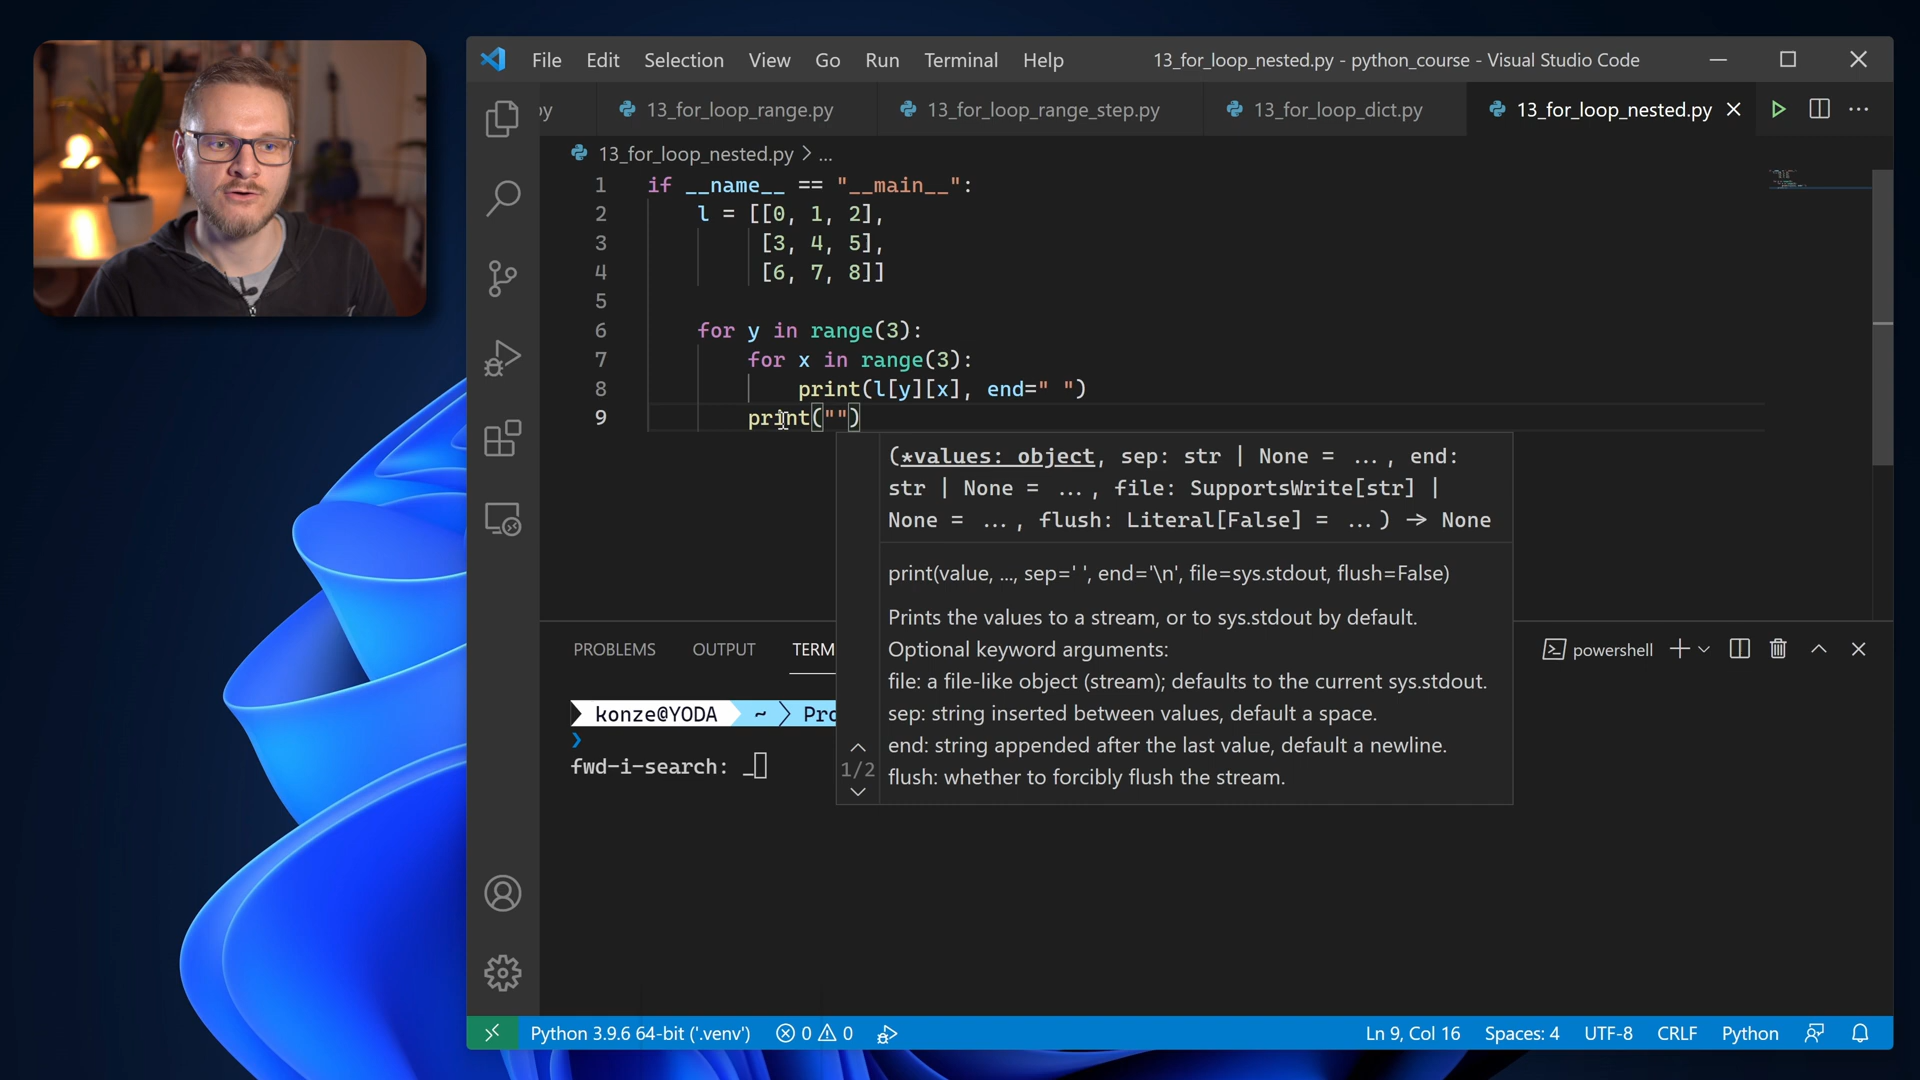 File Edit Selection View Go Run Terminal Help 13_for_loop_nested.py - python_course - Visual Studio Code
py 13_for_loop_range.py 13_for_loop_range_step.py 13_for_loop_dict.py 13_for_loop_nested.py
13_for_loop_nested.py > ...
1 if __name__ == "__main__":
2 l = [[0, 1, 2],
3 [3, 4, 5],
4 [6, 7, 8]]
5
6 for y in range(3):
7 for x in range(3):
8 print(l[y][x], end=" ")
9 print("")
(*values: object, sep: str | None = ..., end:
str | None = ..., file: SupportsWrite[str] |
None = ..., flush: Literal[False] = ...) → None
print(value, ..., sep=' ', end='\n', file=sys.stdout, flush=False)
Prints the values to a stream, or to sys.stdout by default.
Optional keyword arguments:
file: a file-like object (stream); defaults to the current sys.stdout.
sep: string inserted between values, default a space.
end: string appended after the last value, default a newline.
flush: whether to forcibly flush the stream.
1/2
PROBLEMS OUTPUT TERM powershell
konze@YODA ~ Pro
❯
fwd-i-search: _
Python 3.9.6 64-bit ('.venv') 0 0 Ln 9, Col 16 Spaces: 4 UTF-8 CRLF Python